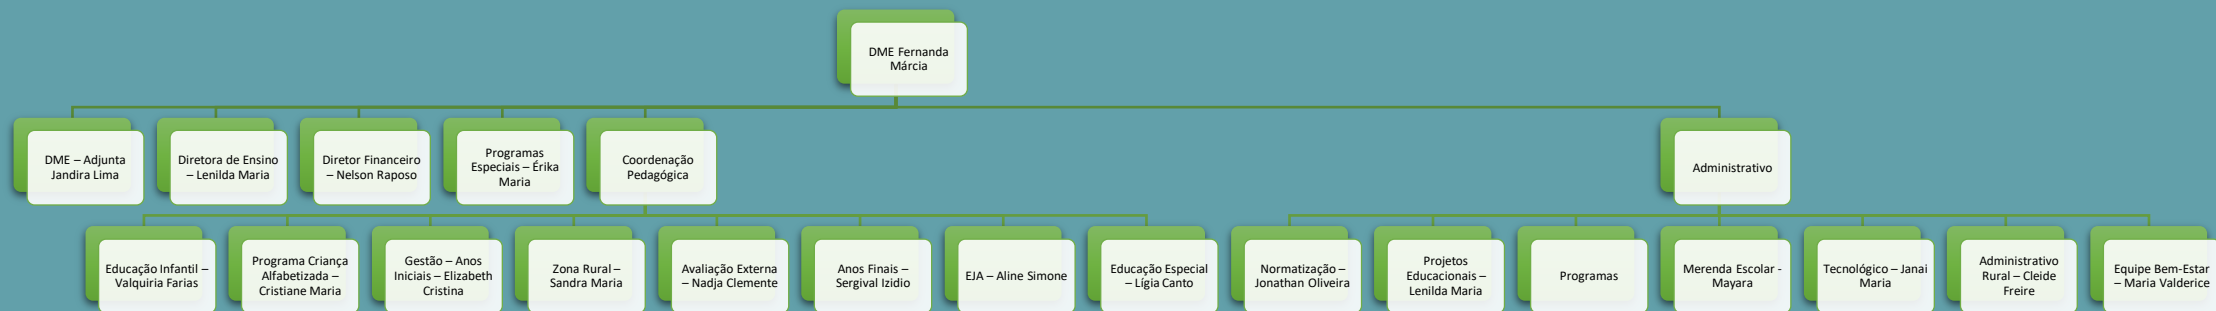 DME Fernanda
Márcia
DME – Adjunta
Jandira Lima
Diretora de Ensino
– Lenilda Maria
Diretor Financeiro
– Nelson Raposo
Programas
Especiais – Érika
Maria
Coordenação
Pedagógica
Administrativo
Educação Infantil –
Valquiria Farias
Programa Criança
Alfabetizada –
Cristiane Maria
Gestão – Anos
Iniciais – Elizabeth
Cristina
Zona Rural –
Sandra Maria
Avaliação Externa
– Nadja Clemente
Anos Finais –
Sergival Izidio
EJA – Aline Simone
Educação Especial
– Lígia Canto
Normatização –
Jonathan Oliveira
Projetos
Educacionais –
Lenilda Maria
Programas
Merenda Escolar -
Mayara
Tecnológico – Janai
Maria
Administrativo
Rural – Cleide
Freire
Equipe Bem-Estar
– Maria Valderice